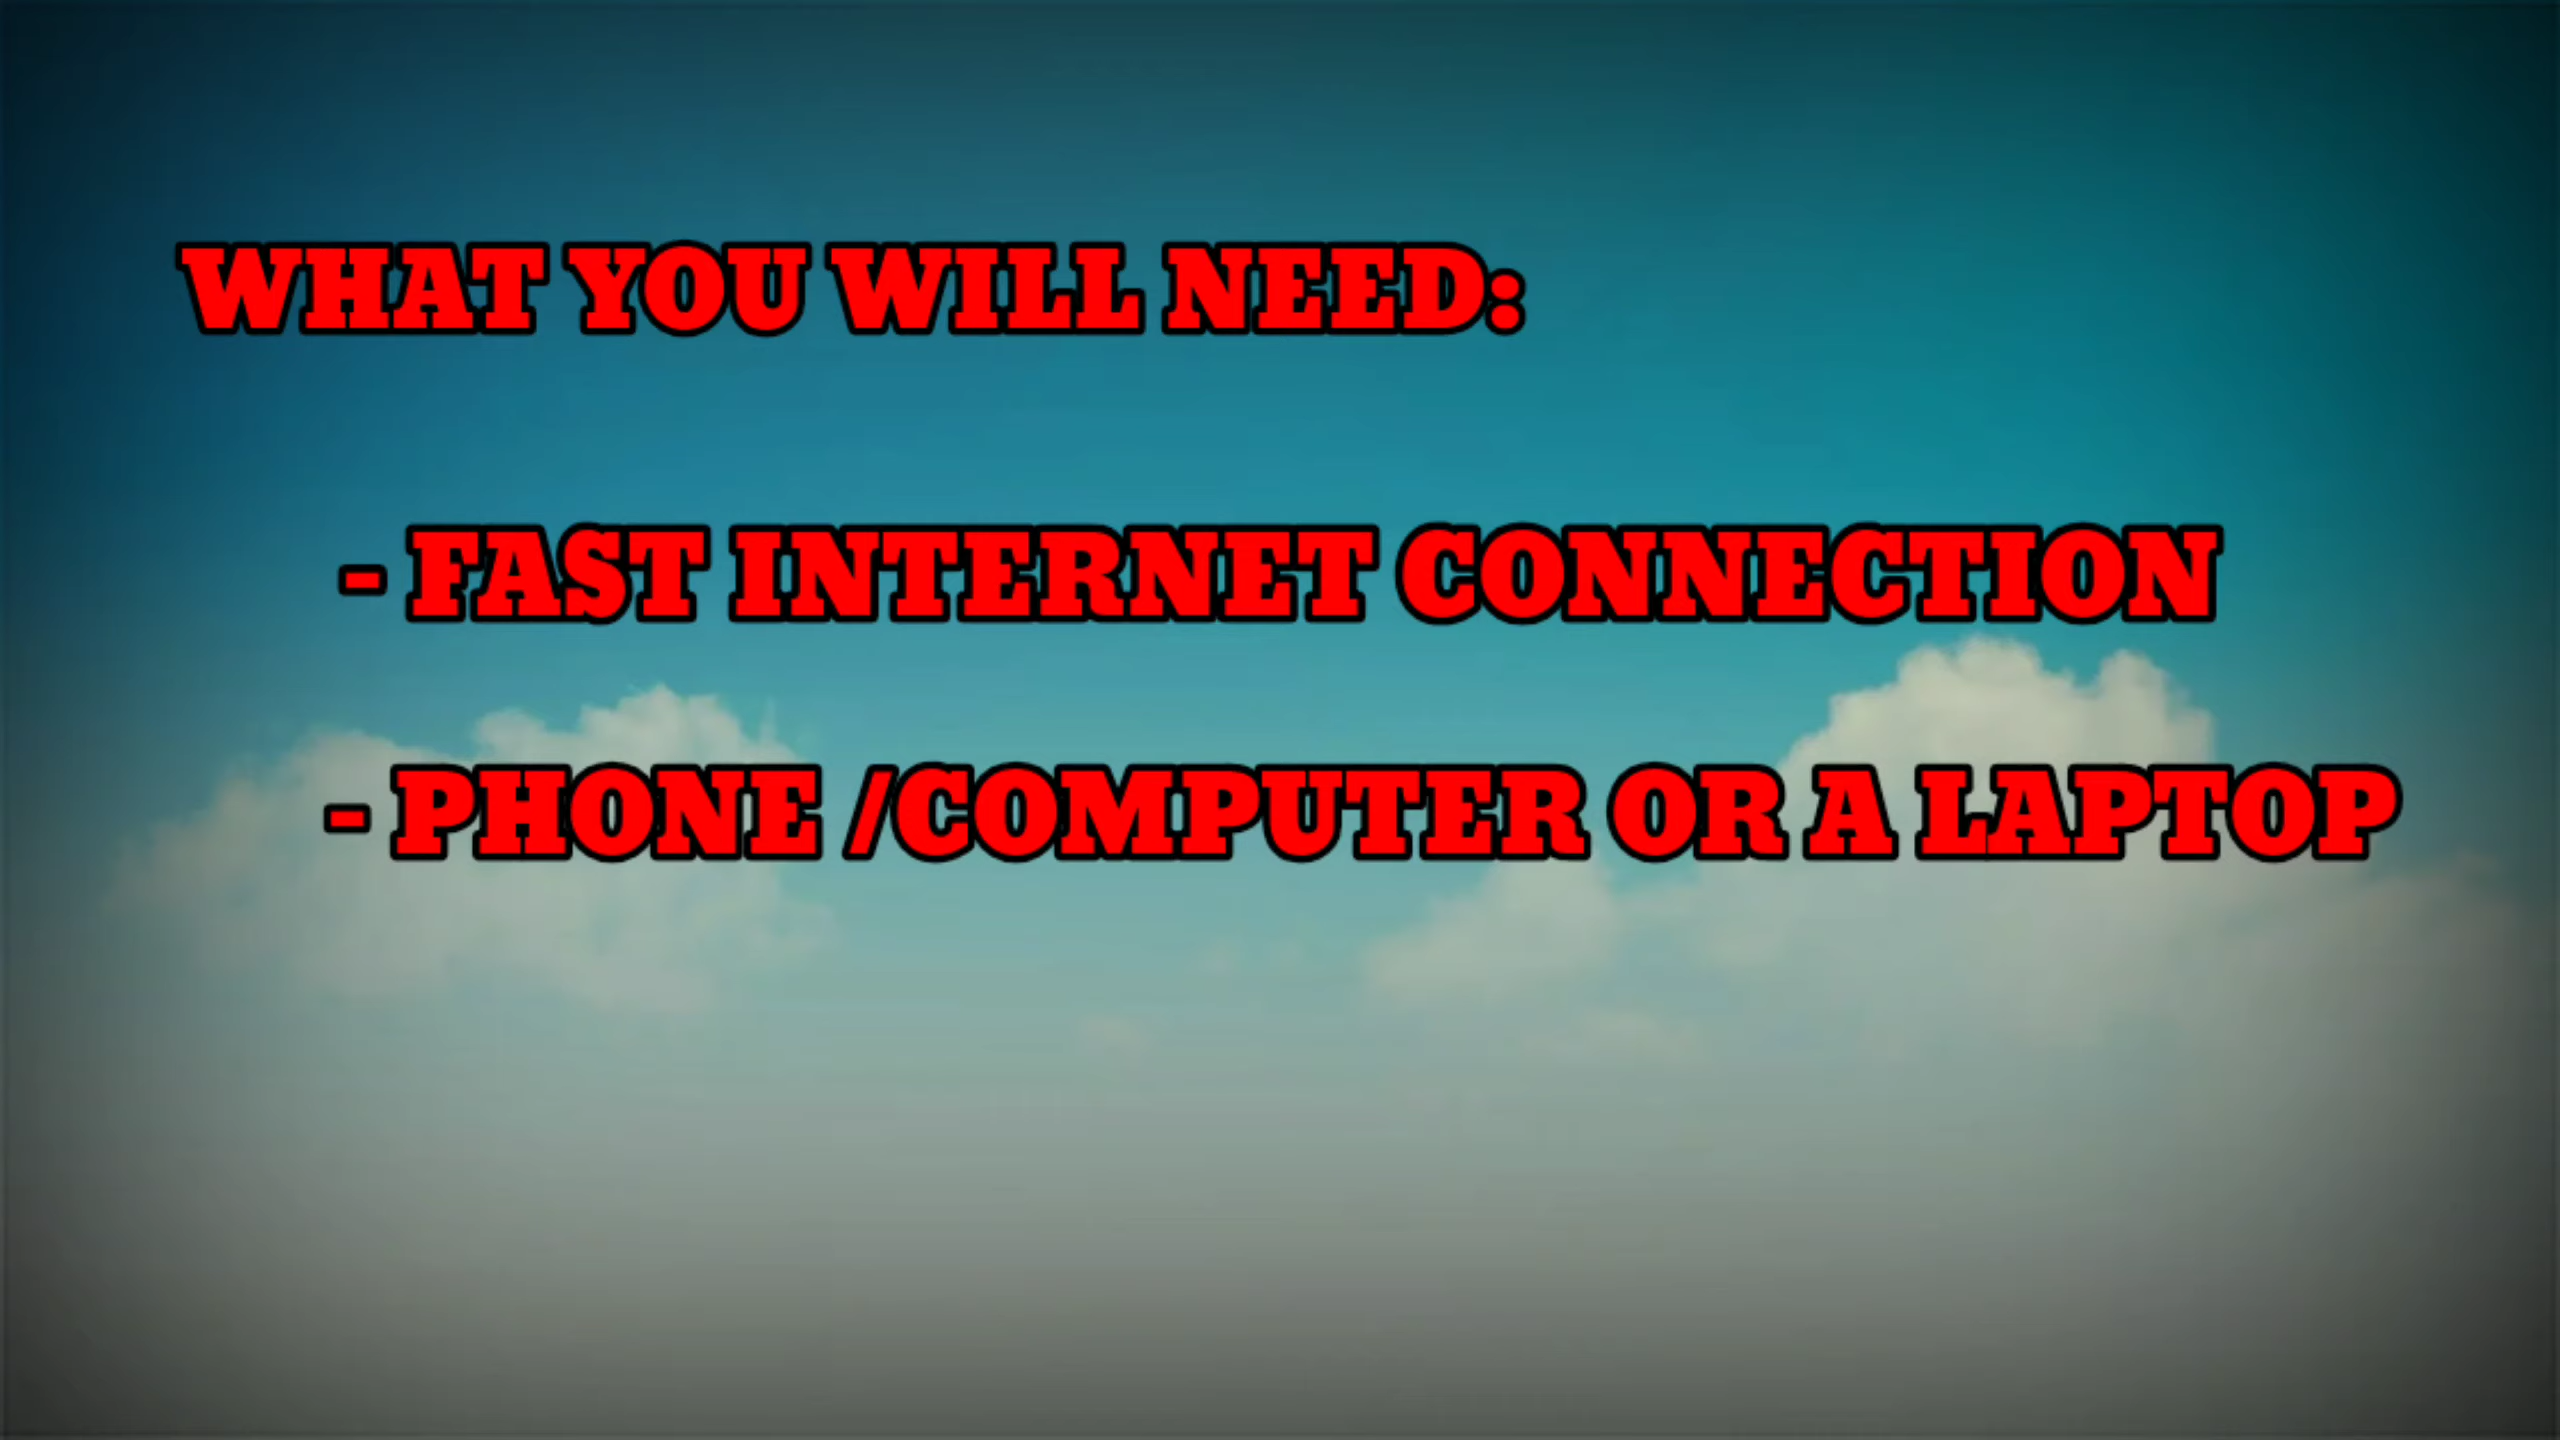 WHAT YOU WILL NEED:
- FAST INTERNET CONNECTION
- PHONE /COMPUTER OR A LAPTOP